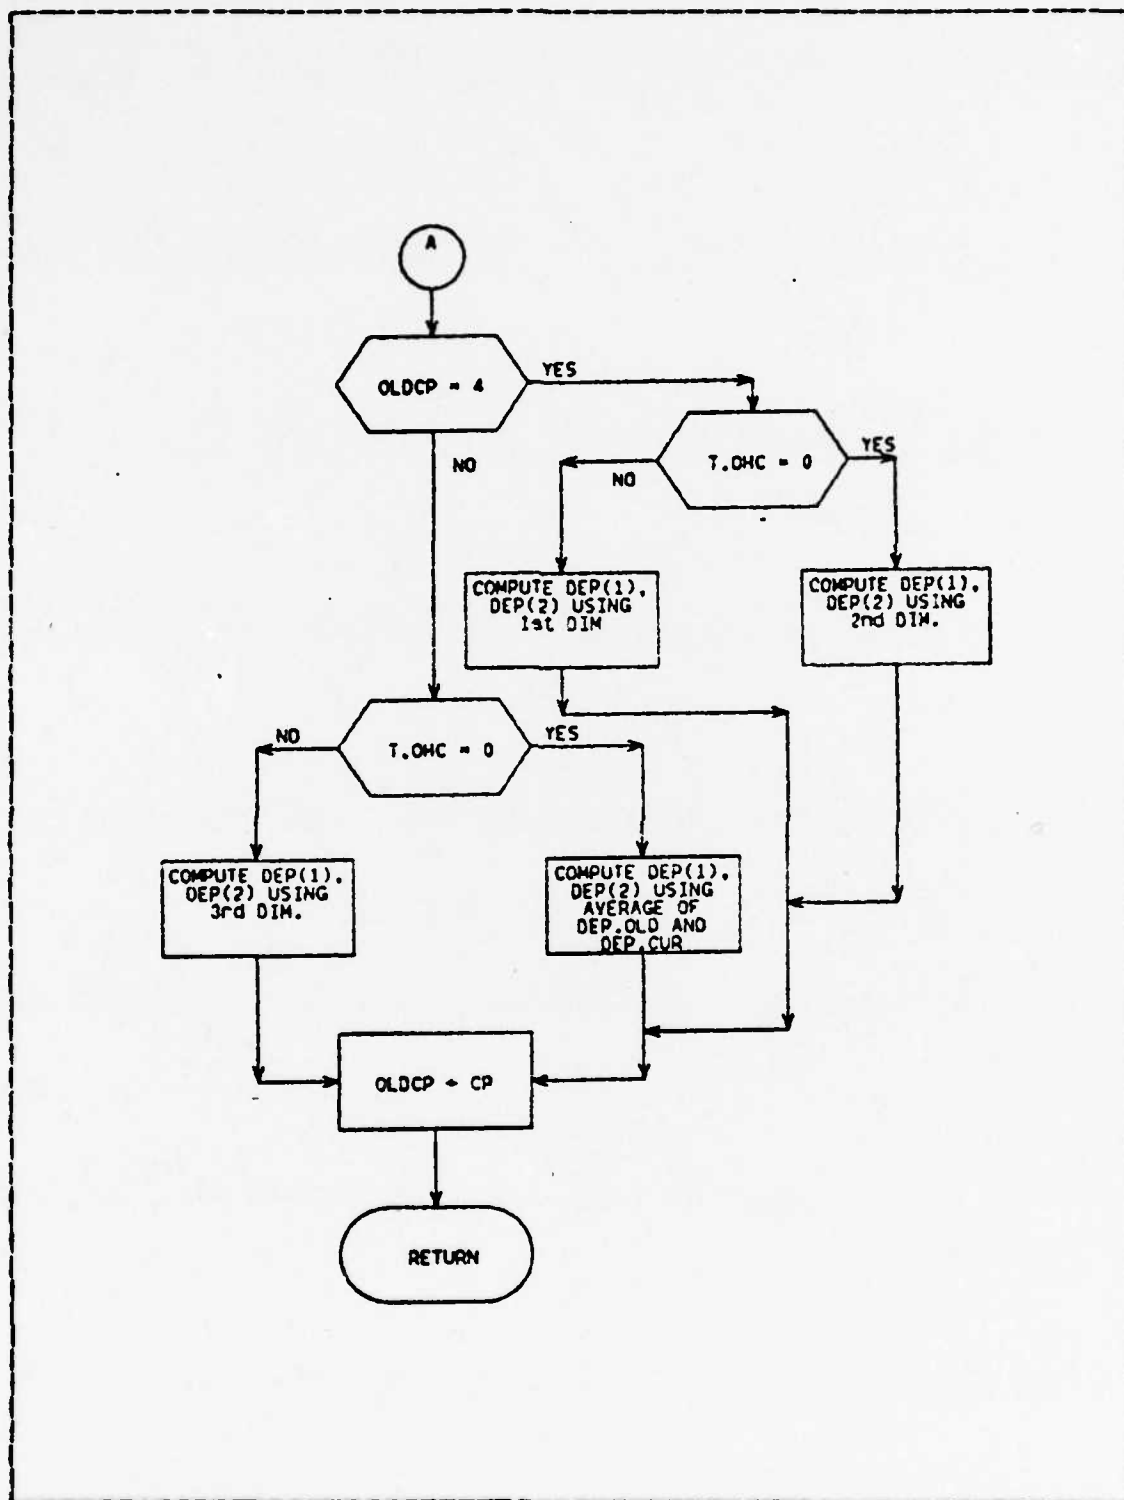 A
OLDCP = 4
YES
NO
T.OHC = 0
YES
NO
COMPUTE DEP(1),
DEP(2) USING
1st DIM
COMPUTE DEP(1),
DEP(2) USING
2nd DIM.
NO
T.OHC = 0
YES
COMPUTE DEP(1),
DEP(2) USING
3rd DIM.
COMPUTE DEP(1),
DEP(2) USING
AVERAGE OF
DEP.OLD AND
DEP.CUR
OLDCP ← CP
RETURN